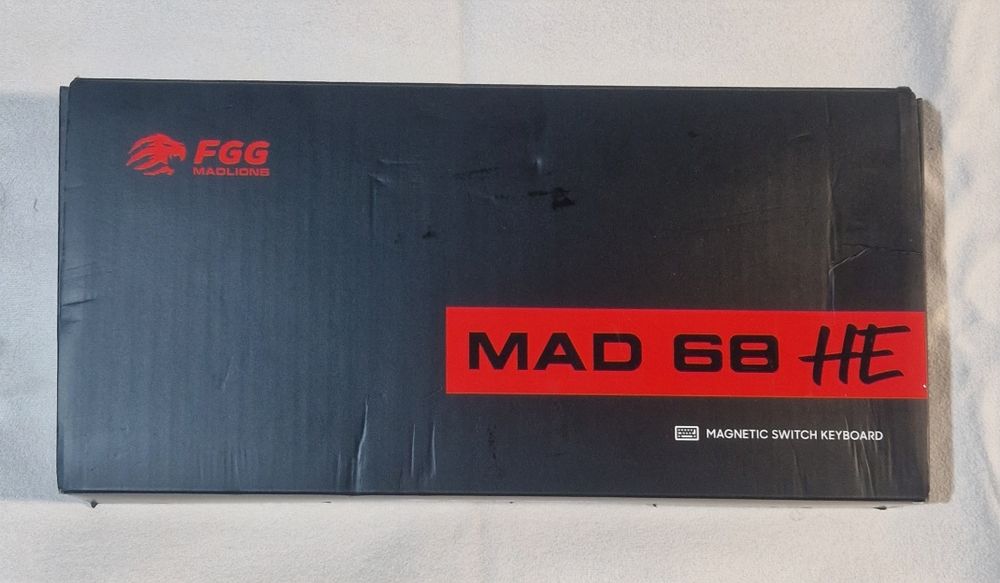 FGG
MADLIONS
MAD 68 HE
MAGNETIC SWITCH KEYBOARD